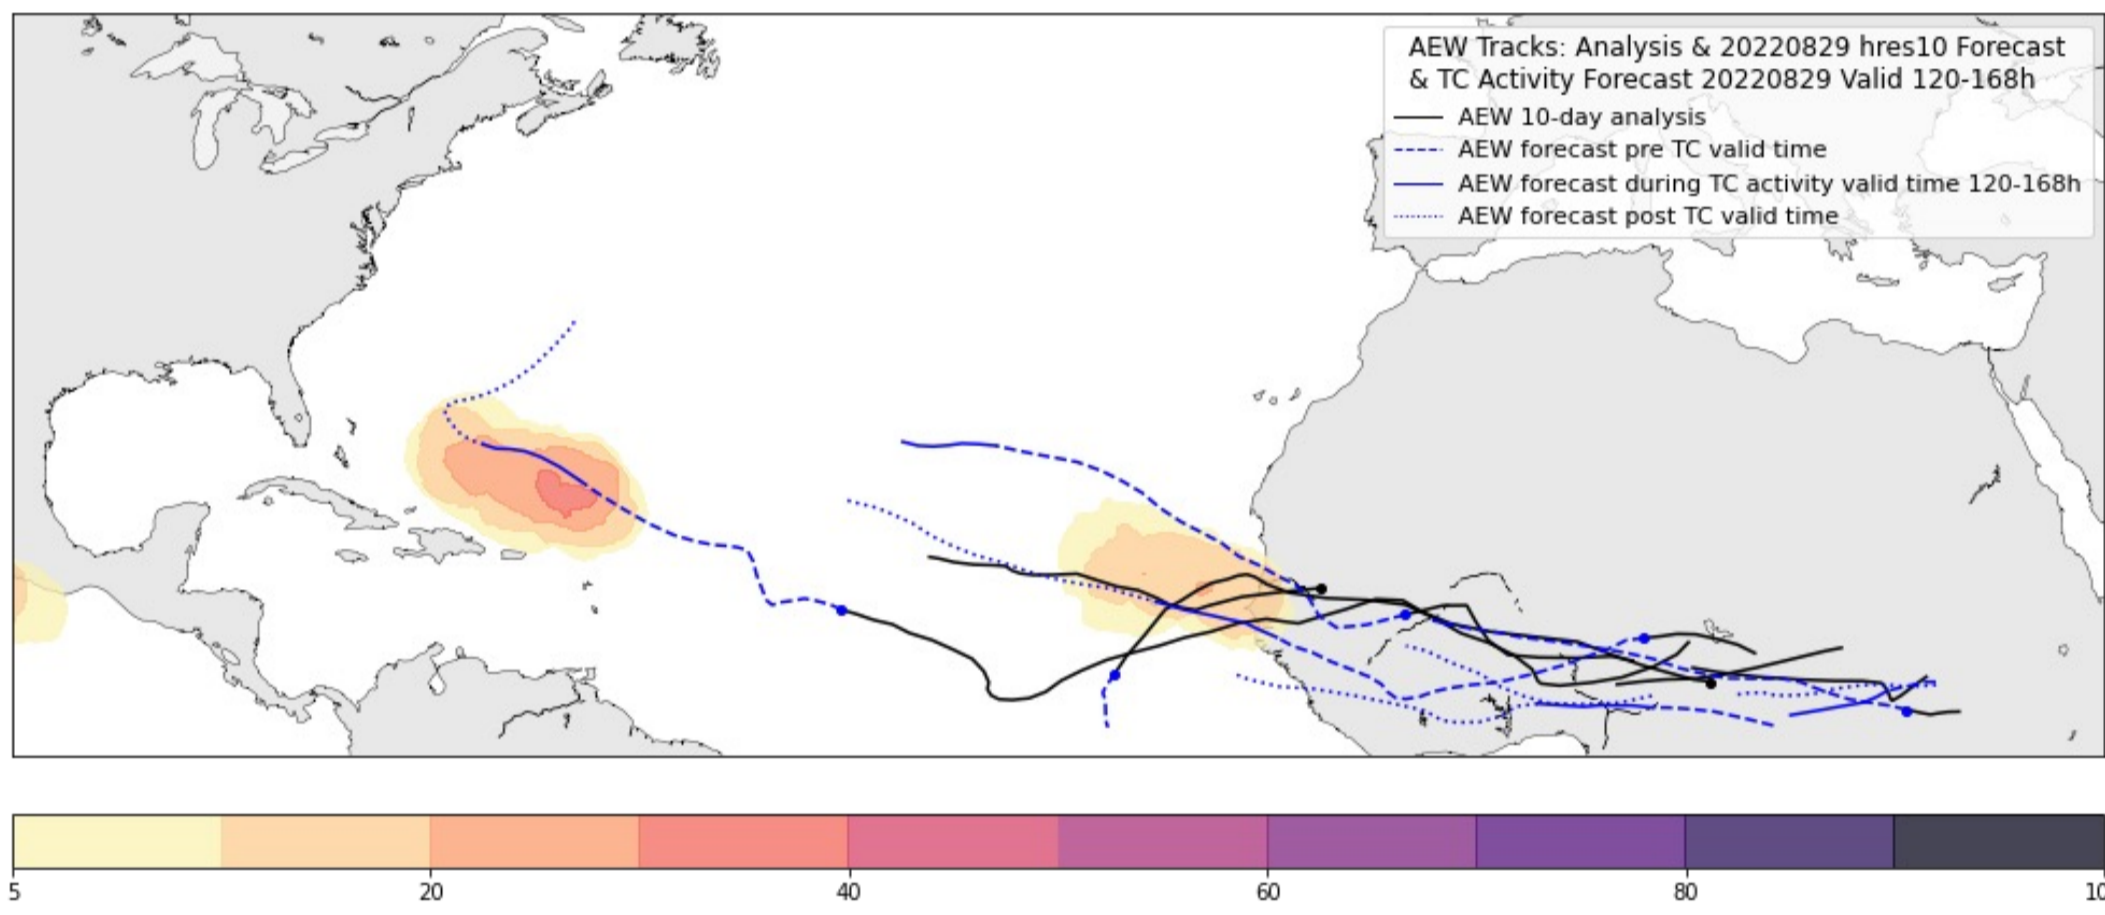 AEW Tracks: Analysis & 20220829 hres10 Forecast
& TC Activity Forecast 20220829 Valid 120-168h
AEW 10-day analysis
AEW forecast pre TC valid time
AEW forecast during TC activity valid time 120-168h
AEW forecast post TC valid time
5 20 40 60 80 10